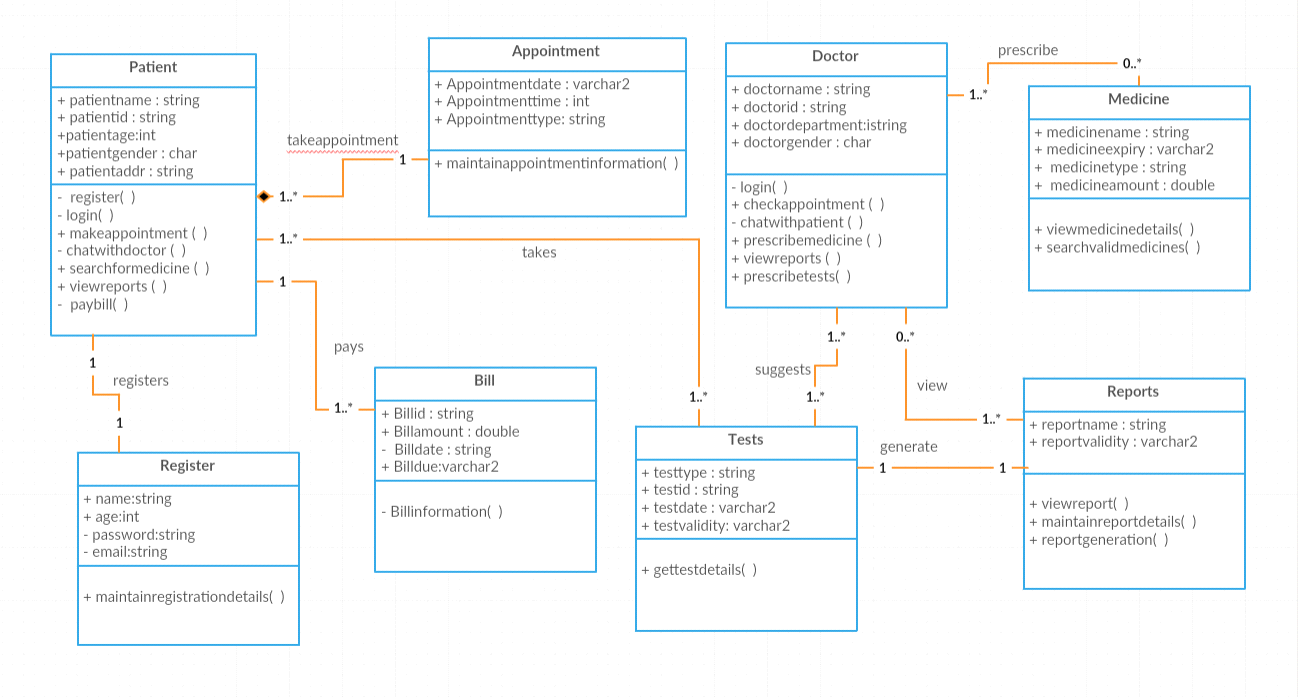 Patient
+ patientname : string
+ patientid : string
+patientage:int
+patientgender : char
+ patientaddr : string
- register( )
- login( )
+ makeappointment ( )
- chatwithdoctor ( )
+ searchformedicine ( )
+ viewreports ( )
- paybill( )
takeappointment
1
1..*
Appointment
+ Appointmentdate : varchar2
+ Appointmenttime : int
+ Appointmenttype: string
+ maintainappointmentinformation( )
Doctor
+ doctorname : string
+ doctorid : string
+ doctordepartment:istring
+ doctorgender : char
- login( )
+ checkappointment ( )
- chatwithpatient ( )
+ prescribemedicine ( )
+ viewreports ( )
+ prescribetests( )
prescribe
0..*
1..*
Medicine
+ medicinename : string
+ medicineexpiry : varchar2
+ medicinetype : string
+ medicineamount : double
+ viewmedicinedetails( )
+ searchvalidmedicines( )
1..*
takes
1..*
1
pays
1..*
1
registers
1
Register
+ name:string
+ age:int
- password:string
- email:string
+ maintainregistrationdetails( )
Bill
+ Billid : string
+ Billamount : double
- Billdate : string
+ Billdue:varchar2
- Billinformation( )
1..*
suggests
1..*
0..*
view
1..*
Tests
+ testtype : string
+ testid : string
+ testdate : varchar2
+ testvalidity: varchar2
+ gettestdetails( )
generate
1
1
Reports
+ reportname : string
+ reportvalidity : varchar2
+ viewreport( )
+ maintainreportdetails( )
+ reportgeneration( )